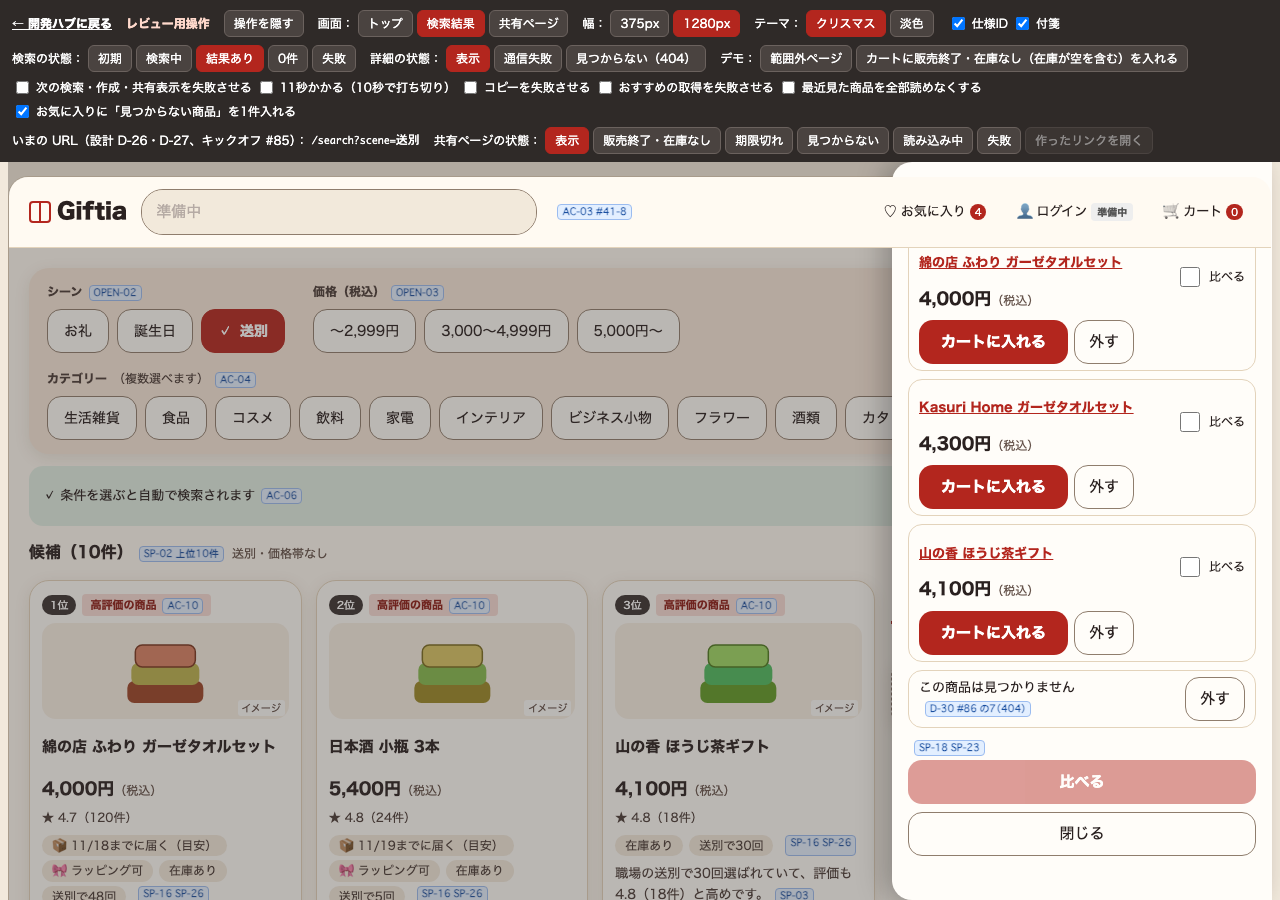 ← 開発ハブに戻る レビュー用操作 操作を隠す 画面： トップ 検索結果 共有ページ 幅： 375px 1280px テーマ： クリスマス 淡色 仕様ID 付箋
検索の状態： 初期 検索中 結果あり 0件 失敗 詳細の状態： 表示 通信失敗 見つからない（404） デモ： 範囲外ページ カートに販売終了・在庫なし（在庫が空を含む）を入れる
次の検索・作成・共有表示を失敗させる 11秒かかる（10秒で打ち切り） コピーを失敗させる おすすめの取得を失敗させる 最近見た商品を全部読めなくする
お気に入りに「見つからない商品」を1件入れる
いまの URL（設計 D-26・D-27、キックオフ #85）： /search?scene=送別 共有ページの状態： 表示 販売終了・在庫なし 期限切れ 見つからない 読み込み中 失敗 作ったリンクを開く
Giftia 準備中 AC-03 #41-8 ♡ お気に入り 4 ログイン 準備中 カート 0
シーン OPEN-02 価格（税込） OPEN-03
お礼 誕生日 ✓ 送別 〜2,999円 3,000〜4,999円 5,000円〜
カテゴリー （複数選べます） AC-04
生活雑貨 食品 コスメ 飲料 家電 インテリア ビジネス小物 フラワー 酒類 カタ
✓ 条件を選ぶと自動で検索されます AC-06
候補（10件） SP-02 上位10件 送別・価格帯なし
1位 高評価の商品 AC-10
イメージ
綿の店 ふわり ガーゼタオルセット
4,000円（税込）
★ 4.7（120件）
11/18までに届く（目安）
ラッピング可 在庫あり
送別で48回 SP-16 SP-26
2位 高評価の商品 AC-10
イメージ
日本酒 小瓶 3本
5,400円（税込）
★ 4.8（24件）
11/19までに届く（目安）
ラッピング可 在庫あり
送別で5回 SP-16 SP-26
3位 高評価の商品 AC-10
イメージ
山の香 ほうじ茶ギフト
4,100円（税込）
★ 4.8（18件）
在庫あり 送別で30回 SP-16 SP-26
職場の送別で30回選ばれていて、評価も
4.8（18件）と高めです。 SP-03
綿の店 ふわり ガーゼタオルセット
比べる
4,000円（税込）
カートに入れる 外す
Kasuri Home ガーゼタオルセット
比べる
4,300円（税込）
カートに入れる 外す
山の香 ほうじ茶ギフト
比べる
4,100円（税込）
カートに入れる 外す
この商品は見つかりません
D-30 #86 の7(404)
外す
SP-18 SP-23
比べる
閉じる